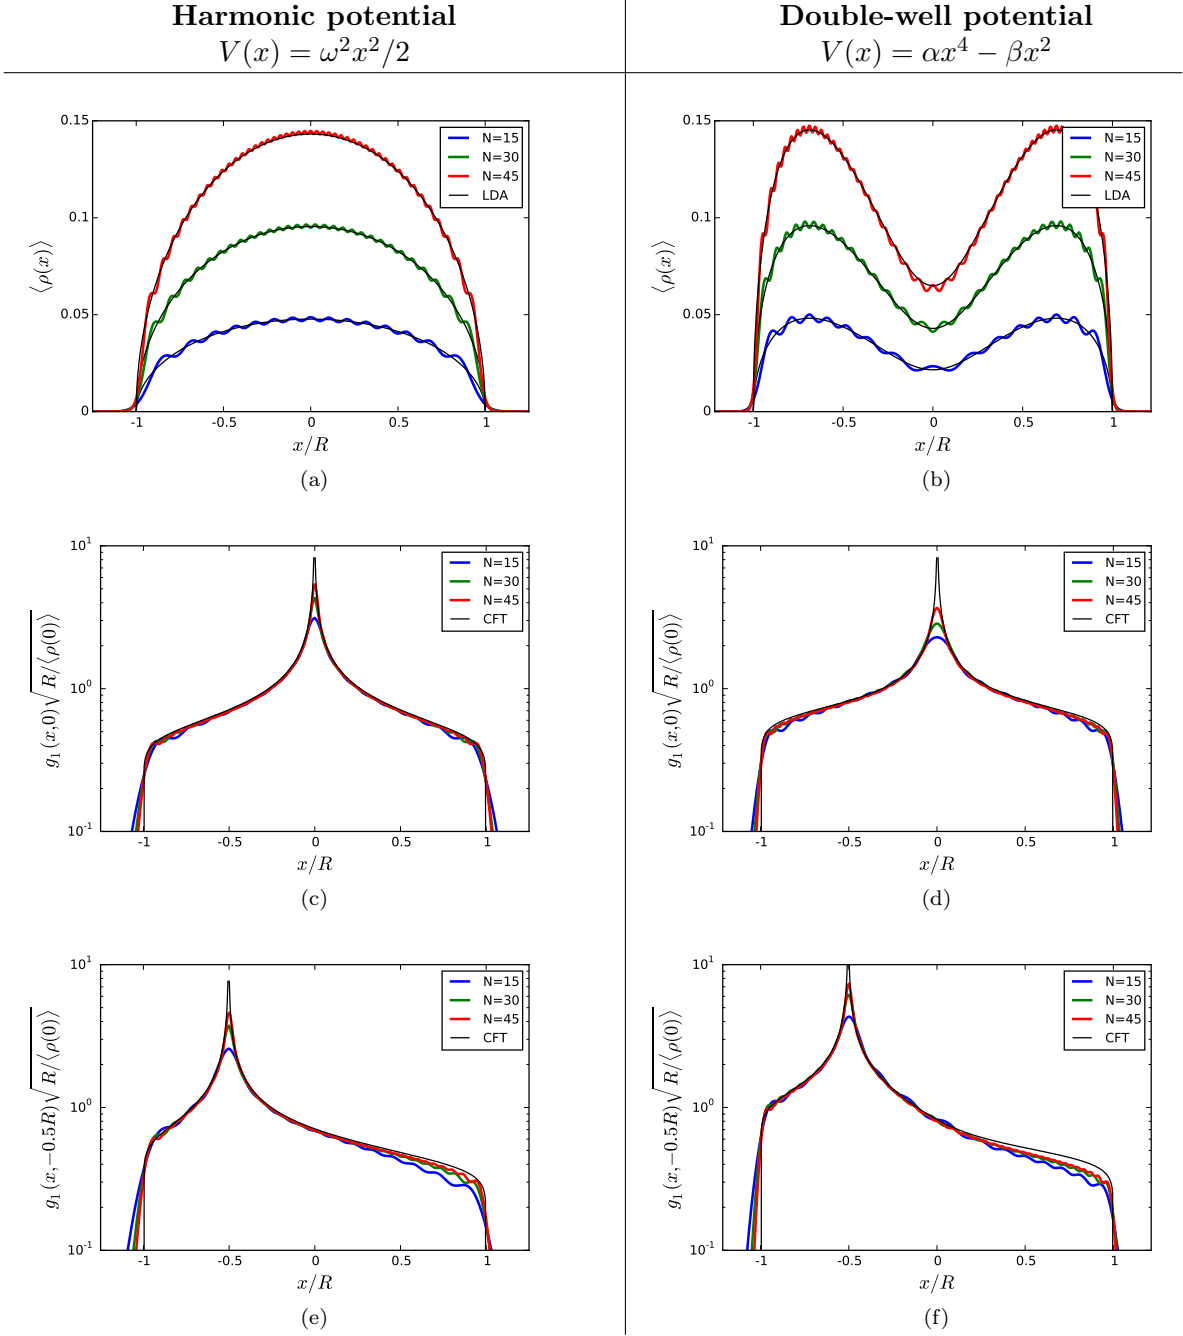 Harmonic potential
V(x) = ω²x²/2
Double-well potential
V(x) = αx⁴ − βx²
0.15
0.1
0.05
0
-1
-0.5
0
0.5
1
⟨ρ(x)⟩
x/R
N=15
N=30
N=45
LDA
(a)
0.15
0.1
0.05
0
-1
-0.5
0
0.5
1
⟨ρ(x)⟩
x/R
N=15
N=30
N=45
LDA
(b)
10¹
10⁰
10⁻¹
-1
-0.5
0
0.5
1
g₁(x,0)√R/⟨ρ(0)⟩
x/R
N=15
N=30
N=45
CFT
(c)
10¹
10⁰
10⁻¹
-1
-0.5
0
0.5
1
g₁(x,0)√R/⟨ρ(0)⟩
x/R
N=15
N=30
N=45
CFT
(d)
10¹
10⁰
10⁻¹
-1
-0.5
0
0.5
1
g₁(x,−0.5R)√R/⟨ρ(0)⟩
x/R
N=15
N=30
N=45
CFT
(e)
10¹
10⁰
10⁻¹
-1
-0.5
0
0.5
1
g₁(x,−0.5R)√R/⟨ρ(0)⟩
x/R
N=15
N=30
N=45
CFT
(f)